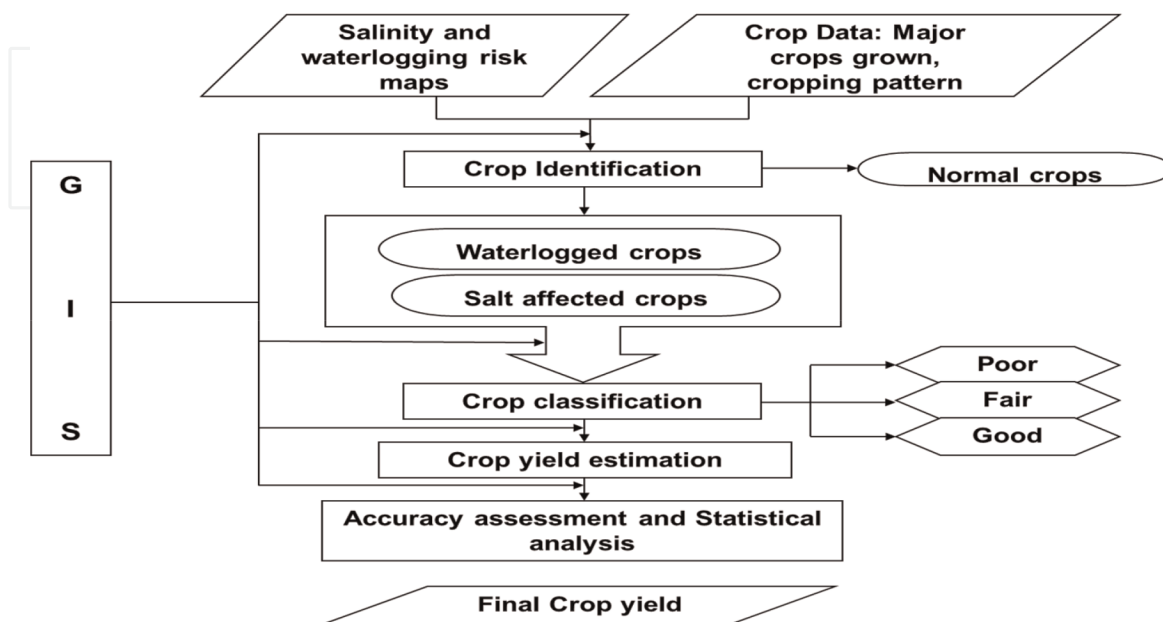 Salinity and
waterlogging risk
maps
Crop Data: Major
crops grown,
cropping pattern
G
I
S
Crop Identification
Normal crops
Waterlogged crops
Salt affected crops
Crop classification
Poor
Fair
Good
Crop yield estimation
Accuracy assessment and Statistical
analysis
Final Crop yield